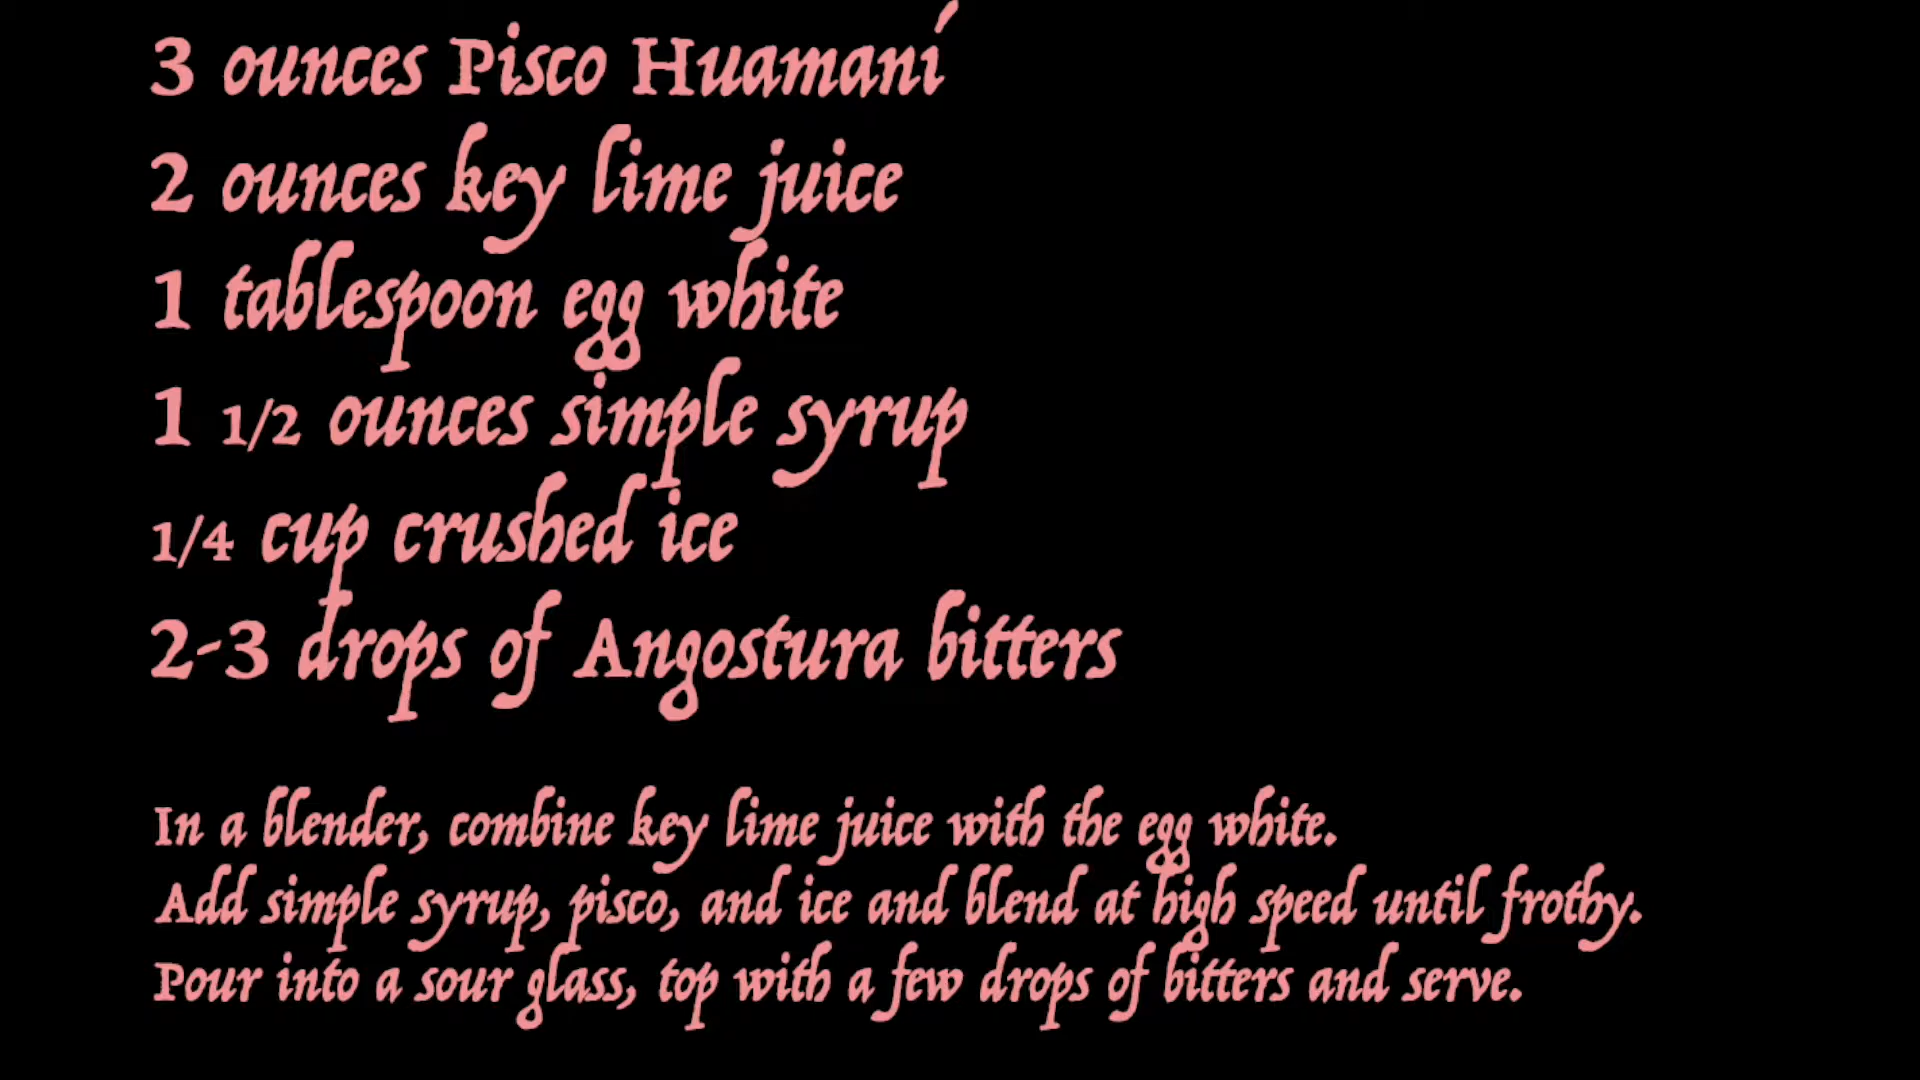 3 ounces Pisco Huamaní
2 ounces key lime juice
1 tablespoon egg white
1 1/2 ounces simple syrup
1/4 cup crushed ice
2-3 drops of Angostura bitters
In a blender, combine key lime juice with the egg white.
Add simple syrup, pisco, and ice and blend at high speed until frothy.
Pour into a sour glass, top with a few drops of bitters and serve.